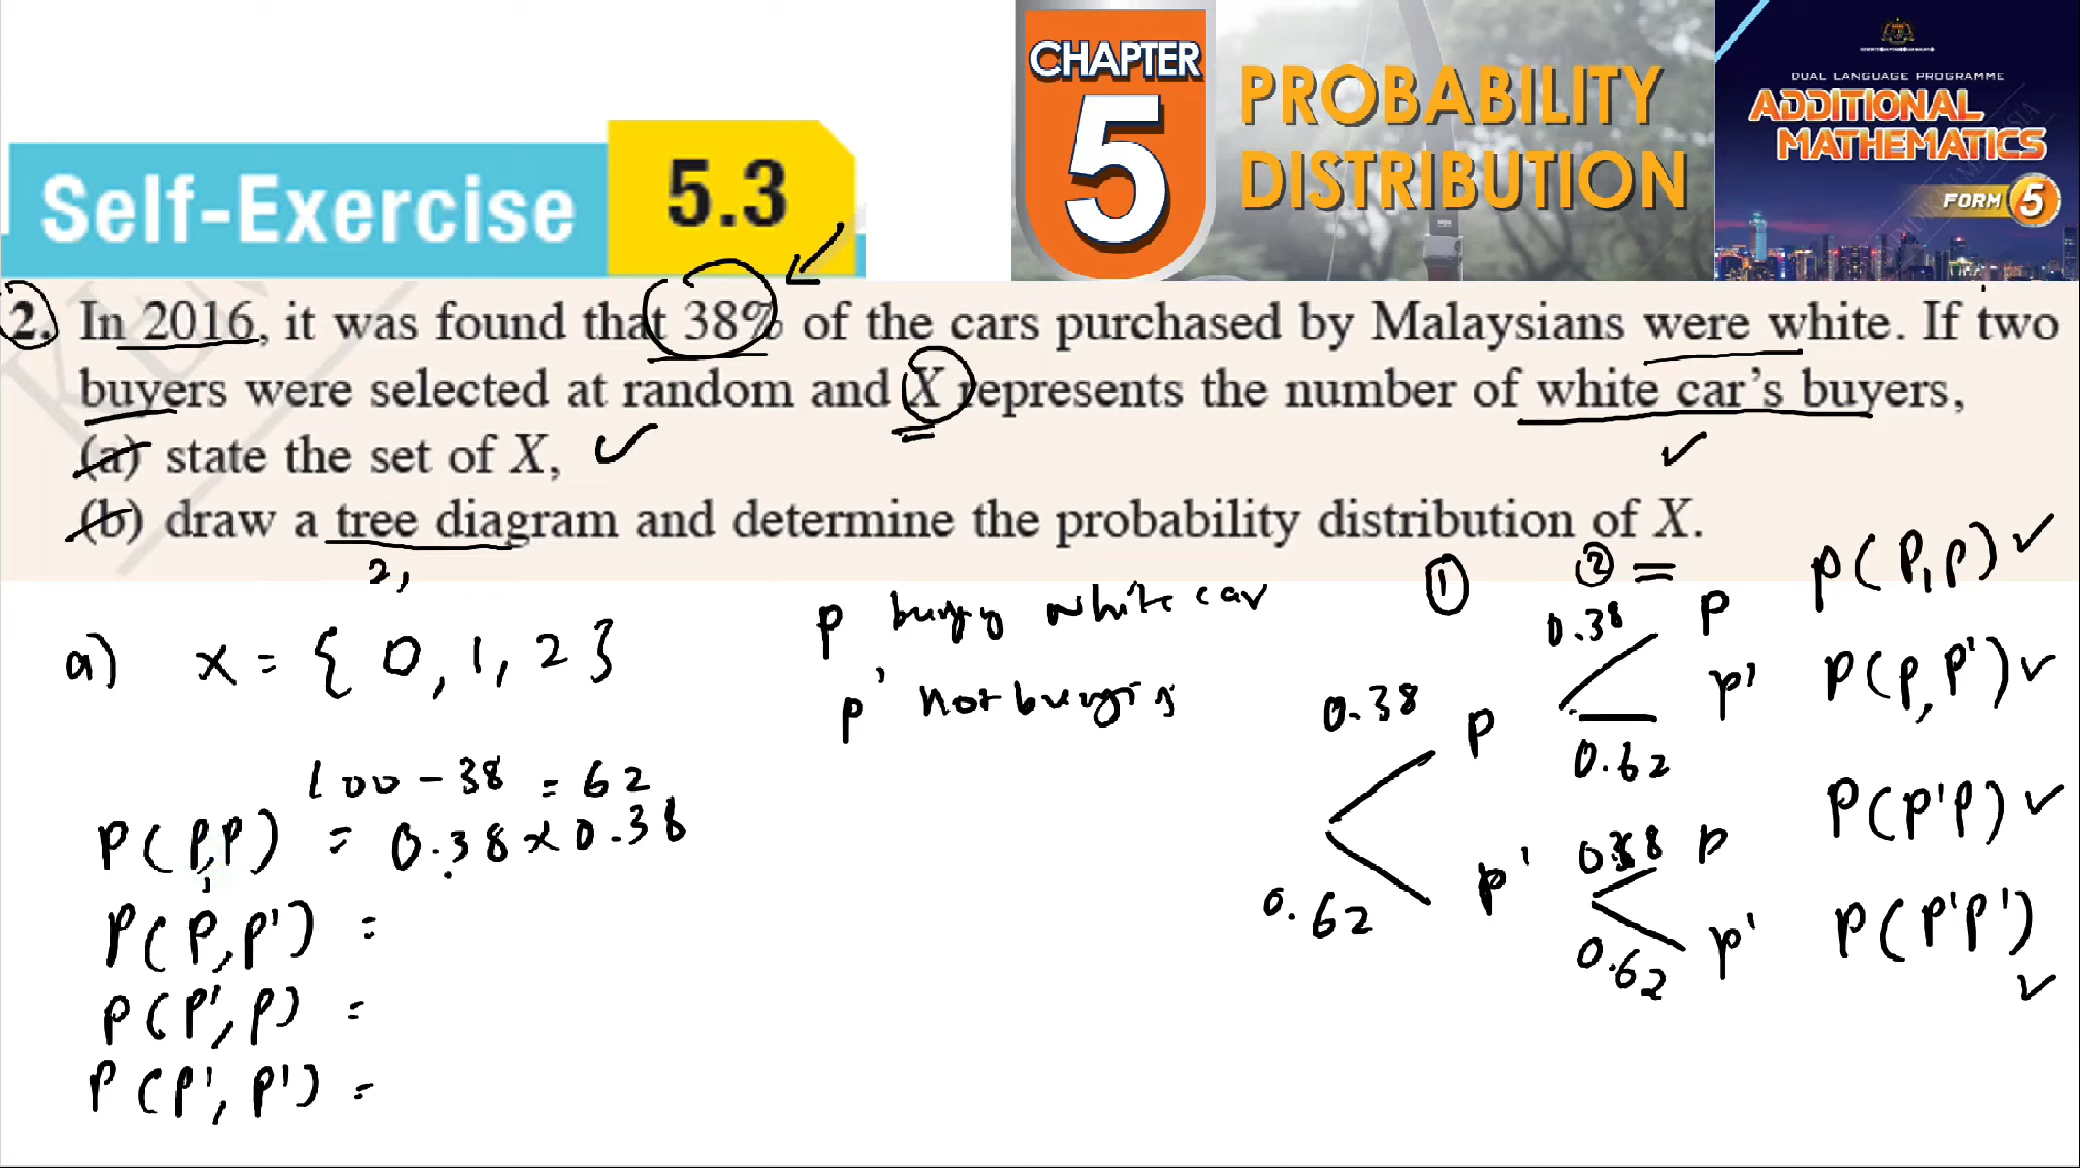 CHAPTER
5
PROBABILITY
DISTRIBUTION
DUAL LANGUAGE PROGRAMME
ADDITIONAL
MATHEMATICS
FORM 5
Self-Exercise 5.3
2. In 2016, it was found that 38% of the cars purchased by Malaysians were white. If two
buyers were selected at random and X represents the number of white car's buyers,
(a) state the set of X,
(b) draw a tree diagram and determine the probability distribution of X.
2,
a) x = { 0, 1, 2 }
p buying white car
p' not buying
100 - 38 = 62
P(P,P) = 0.38 x 0.38
P(P,P') =
P(P',P) =
P(P',P') =
① ② =
0.38 P P(P,P) ✓
0.38 P
0.62 P' P(P,P') ✓
0.38 P P(P'P) ✓
0.62 P'
0.62 P' P(P'P') ✓